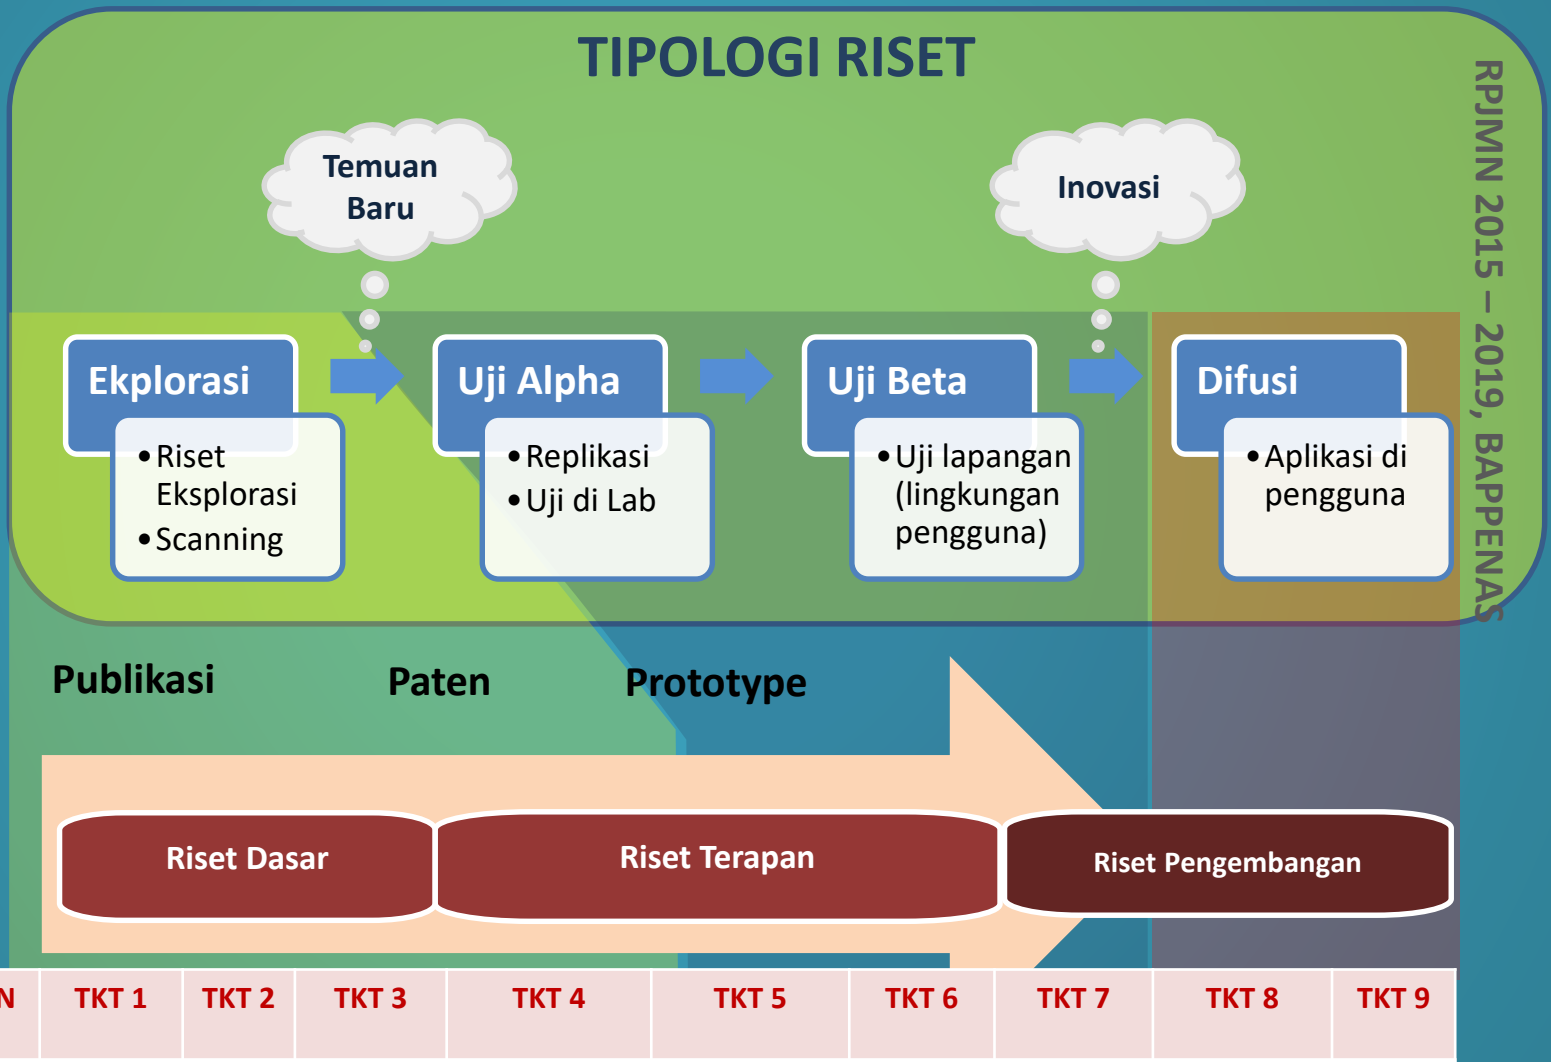 TIPOLOGI RISET
RPJMN 2015 – 2019, BAPPENAS
Temuan
Baru
Inovasi
Ekplorasi
• Riset
Eksplorasi
• Scanning
Uji Alpha
• Replikasi
• Uji di Lab
Uji Beta
• Uji lapangan
(lingkungan
pengguna)
Difusi
• Aplikasi di
pengguna
Publikasi
Paten
Prototype
Riset Dasar
Riset Terapan
Riset Pengembangan
N TKT 1 TKT 2 TKT 3 TKT 4 TKT 5 TKT 6 TKT 7 TKT 8 TKT 9